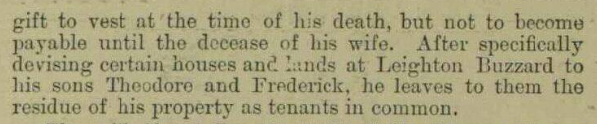 gift to vest at the time of his death, but not to become
payable until the decease of his wife. After specifically
devising certain houses and lands at Leighton Buzzard to
his sons Theodore and Frederick, he leaves to them the
residue of his property as tenants in common.